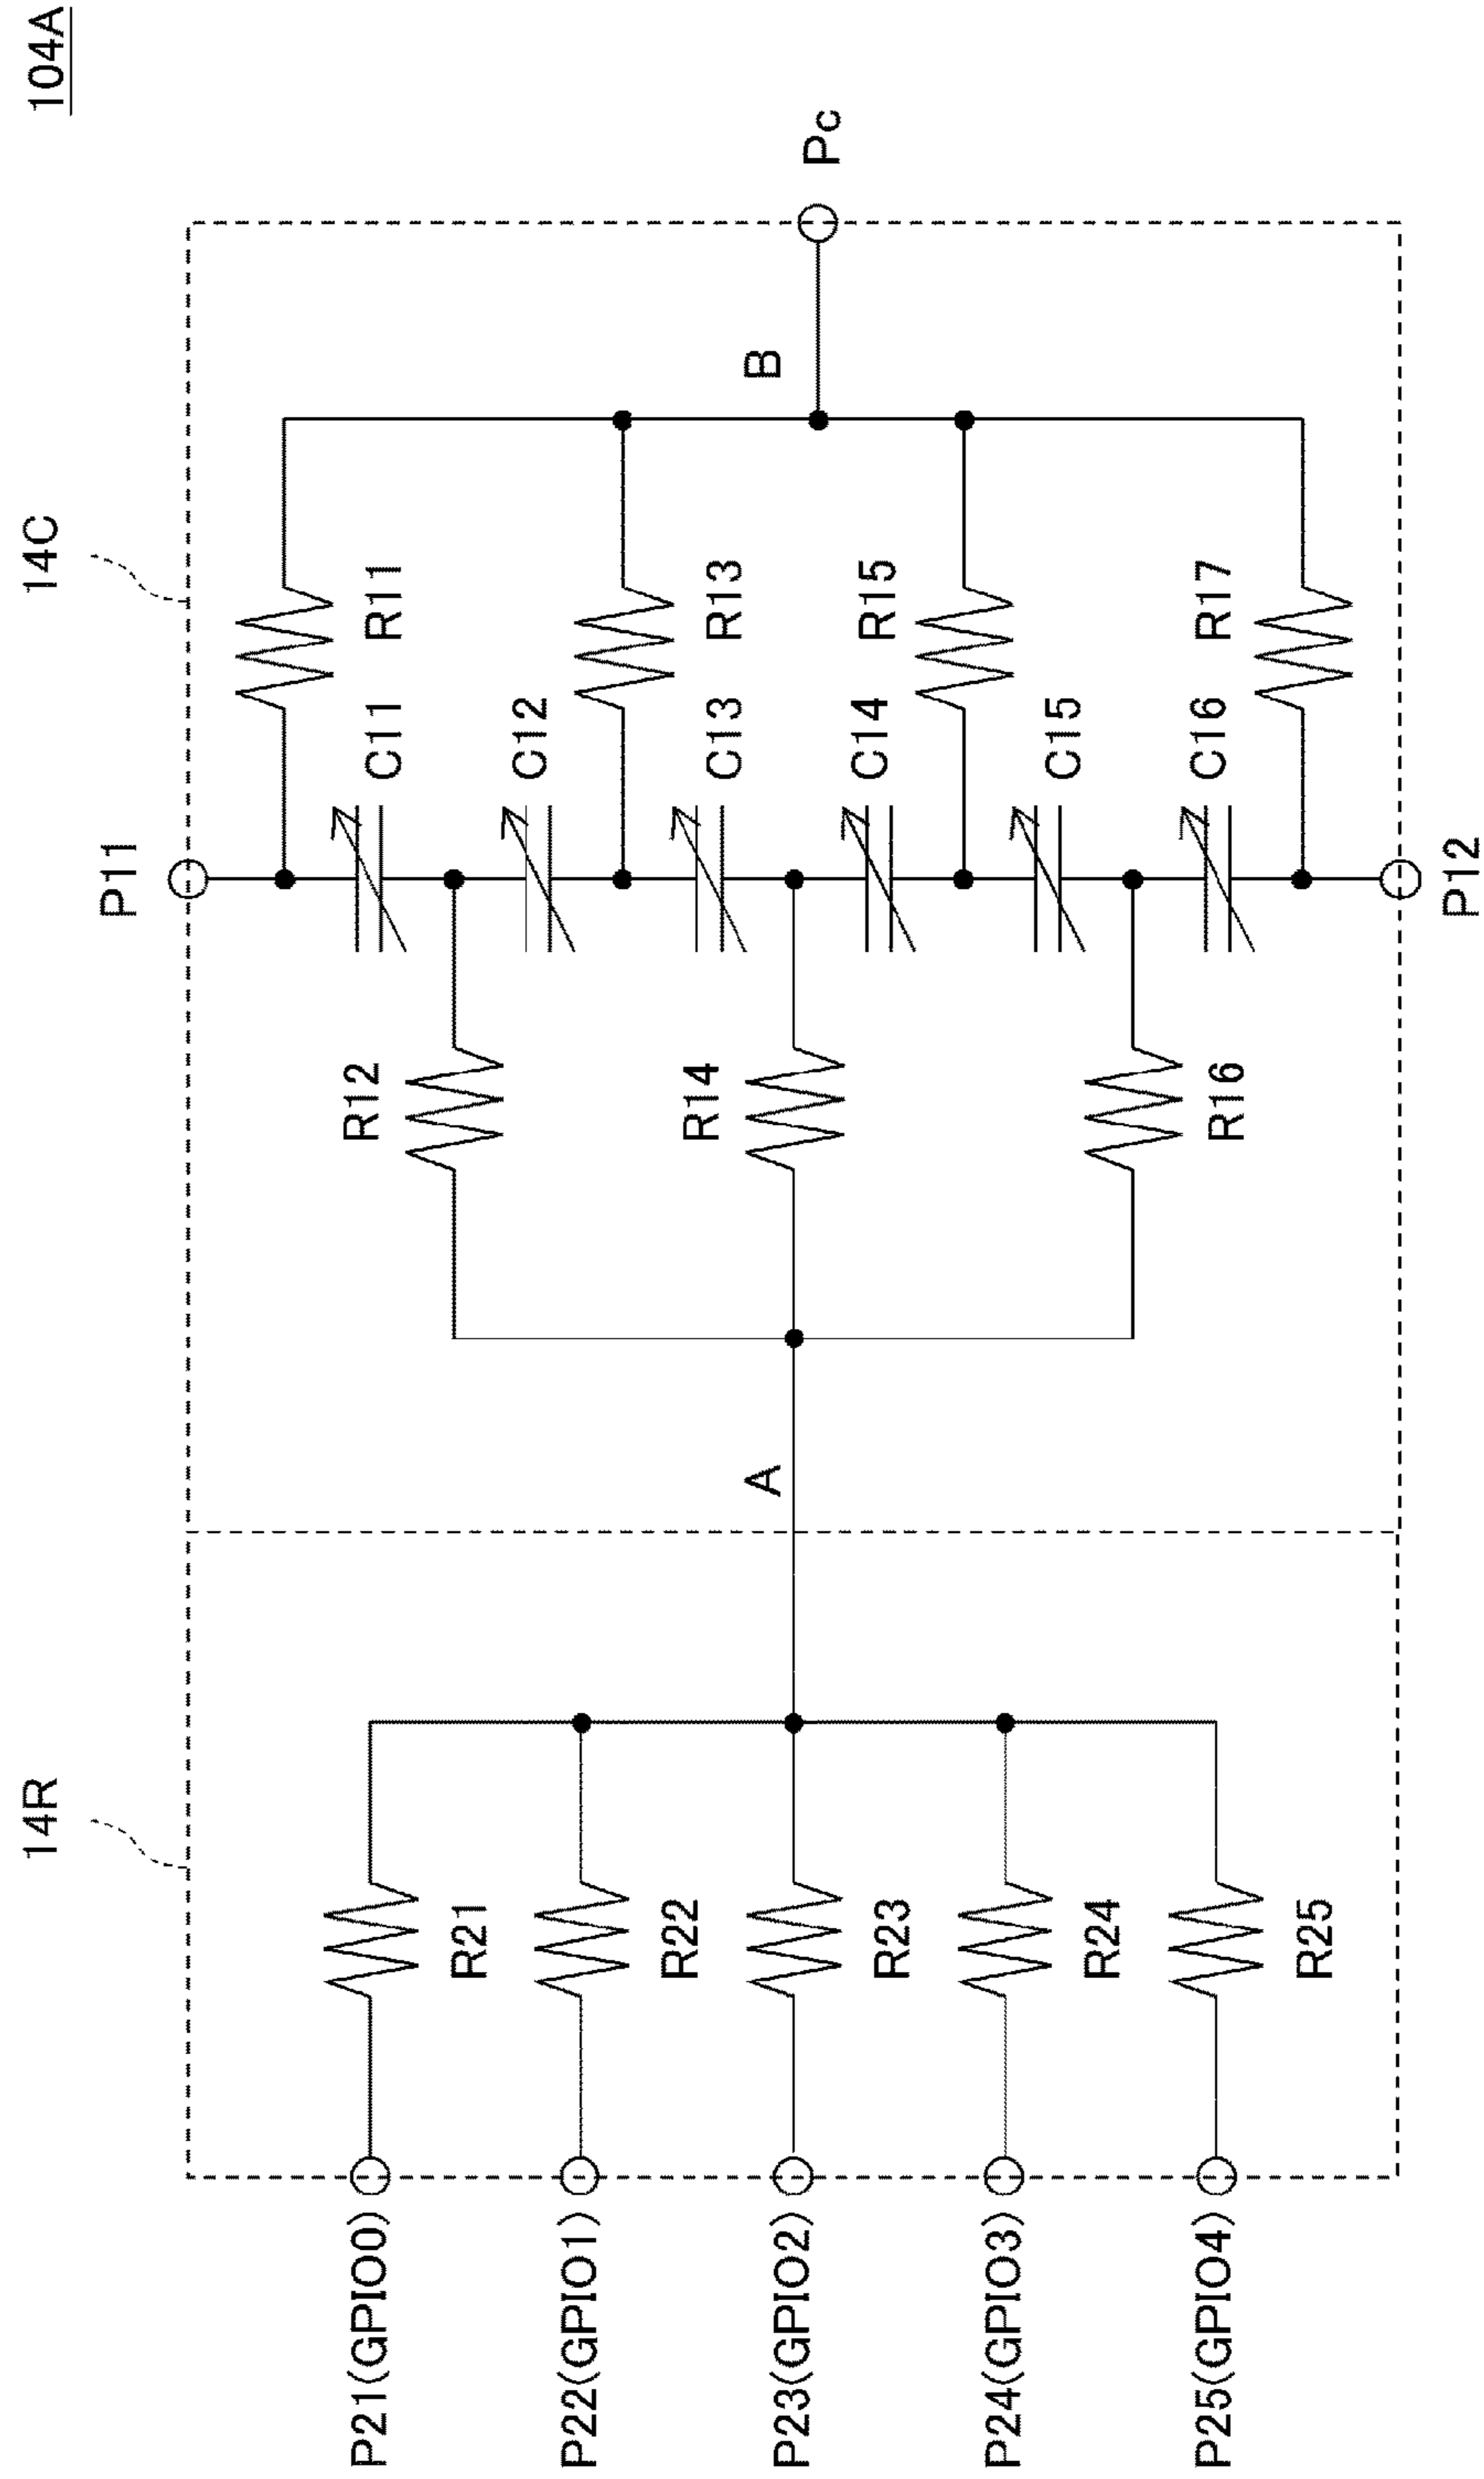 104A
14C
14R
P11
Pc
B
R11
C11
C12
R13
C13
R15
C14
C15
R17
C16
P12
R12
R14
R16
A
R21
R22
R23
R24
R25
P21(GPIO0)
P22(GPIO1)
P23(GPIO2)
P24(GPIO3)
P25(GPIO4)